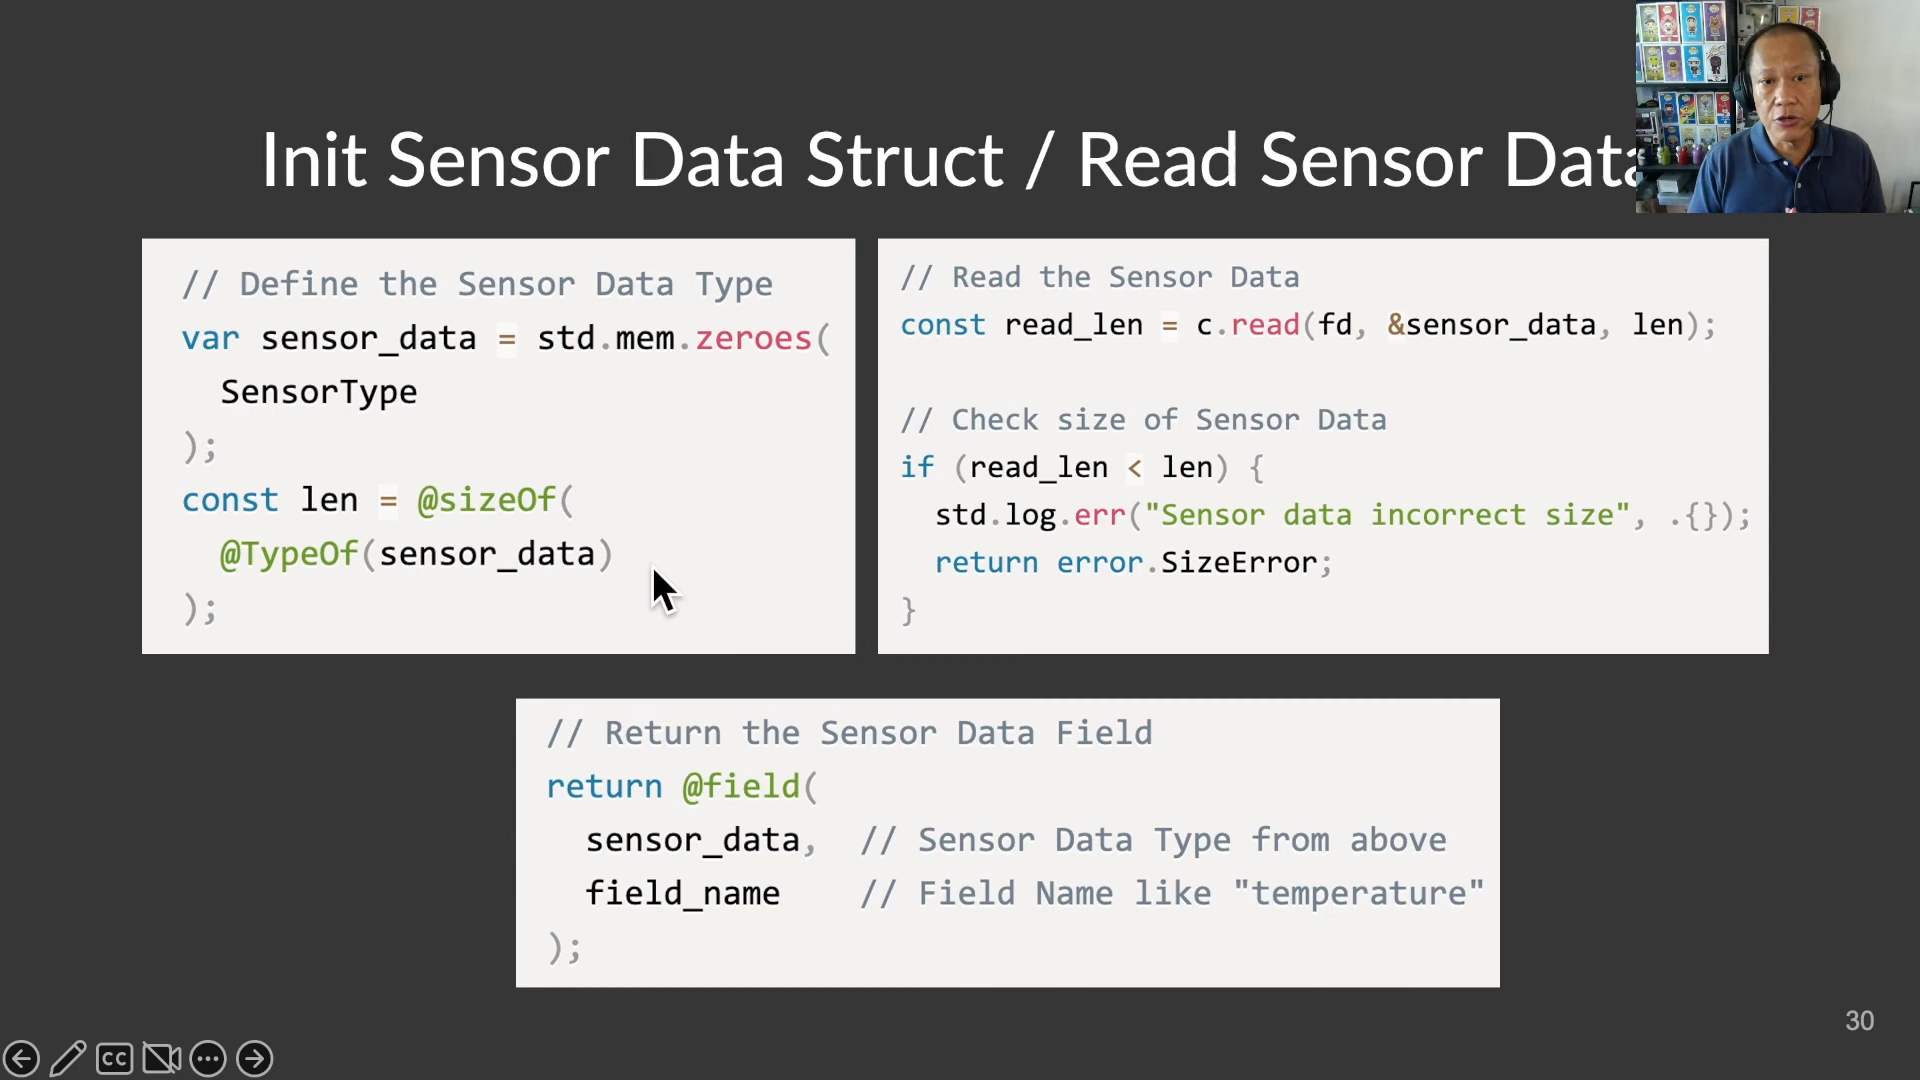 Init Sensor Data Struct / Read Sensor Data
// Define the Sensor Data Type
var sensor_data = std.mem.zeroes(
SensorType
);
const len = @sizeOf(
@TypeOf(sensor_data)
);
// Read the Sensor Data
const read_len = c.read(fd, &sensor_data, len);
// Check size of Sensor Data
if (read_len < len) {
std.log.err("Sensor data incorrect size", .{});
return error.SizeError;
}
// Return the Sensor Data Field
return @field(
sensor_data, // Sensor Data Type from above
field_name // Field Name like "temperature"
);
30
CC